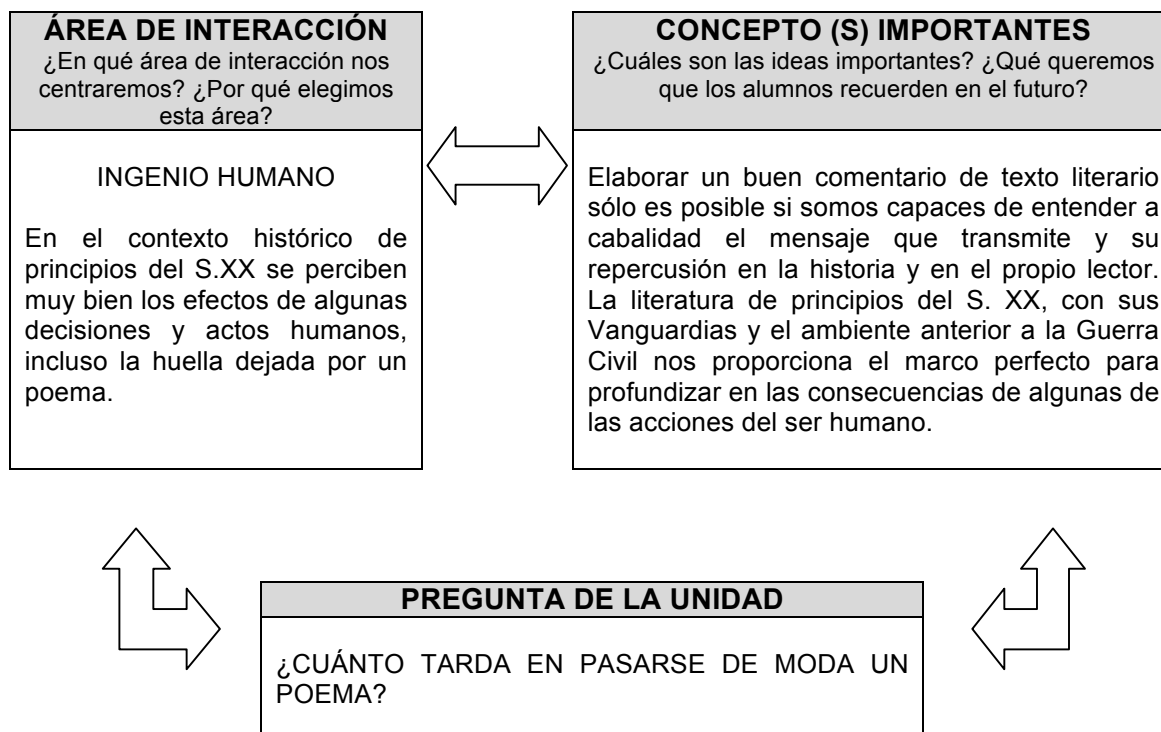 ÁREA DE INTERACCIÓN
¿En qué área de interacción nos
centraremos? ¿Por qué elegimos
esta área?
INGENIO HUMANO
En el contexto histórico de
principios del S.XX se perciben
muy bien los efectos de algunas
decisiones y actos humanos,
incluso la huella dejada por un
poema.
CONCEPTO (S) IMPORTANTES
¿Cuáles son las ideas importantes? ¿Qué queremos
que los alumnos recuerden en el futuro?
Elaborar un buen comentario de texto literario
sólo es posible si somos capaces de entender a
cabalidad el mensaje que transmite y su
repercusión en la historia y en el propio lector.
La literatura de principios del S. XX, con sus
Vanguardias y el ambiente anterior a la Guerra
Civil nos proporciona el marco perfecto para
profundizar en las consecuencias de algunas de
las acciones del ser humano.
PREGUNTA DE LA UNIDAD
¿CUÁNTO TARDA EN PASARSE DE MODA UN
POEMA?